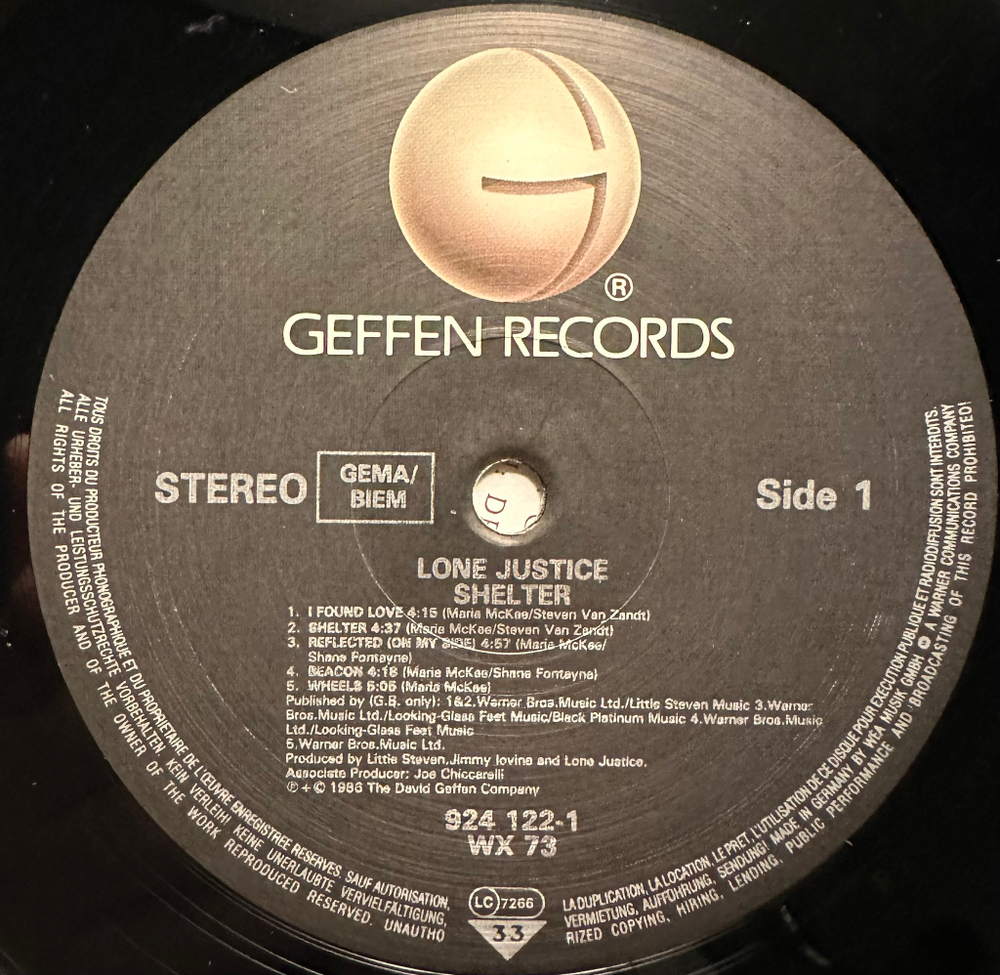 ®
GEFFEN RECORDS
STEREO
GEMA/
BIEM
Side 1
LONE JUSTICE
SHELTER
1. I FOUND LOVE 4:15 (Maria McKee/Steven Van Zandt)
2. SHELTER 4:37 (Maria McKee/Steven Van Zandt)
3. REFLECTED (ON MY SIDE) 4:57 (Maria McKee/
Shane Fontayne)
4. BEACON 4:18 (Maria McKee/Shane Fontayne)
5. WHEELS 5:05 (Maria McKee)
Published by (G.B. only): 1&2.Warner Bros.Music Ltd./Little Steven Music 3.Warner
Bros.Music Ltd./Looking-Glass Feet Music/Black Platinum Music 4.Warner Bros.Music
Ltd./Looking-Glass Feet Music
5.Warner Bros.Music Ltd.
Produced by Little Steven,Jimmy Iovine and Lone Justice.
Associate Producer: Joe Chiccarelli
℗ + © 1986 The David Geffen Company
924 122-1
WX 73
LC 7266
33
TOUS DROITS DU PRODUCTEUR PHONOGRAPHIQUE ET DU PROPRIETAIRE DE L'ŒUVRE ENREGISTREE RESERVES. SAUF AUTORISATION,
LA DUPLICATION, LA LOCATION, LE PRET, L'UTILISATION DE CE DISQUE POUR EXECUTION PUBLIQUE ET RADIODIFFUSION SONT INTERDITS.
ALLE URHEBER- UND LEISTUNGSSCHUTZRECHTE VORBEHALTEN. KEIN VERLEIH! KEINE UNERLAUBTE VERVIELFÄLTIGUNG,
VERMIETUNG, AUFFÜHRUNG, SENDUNG! MADE IN GERMANY BY WEA MUSIK GMBH. A WARNER COMMUNICATIONS COMPANY
ALL RIGHTS OF THE PRODUCER AND OF THE OWNER OF THE WORK REPRODUCED RESERVED. UNAUTHO
RIZED COPYING, HIRING, LENDING, PUBLIC PERFORMANCE AND BROADCASTING OF THIS RECORD PROHIBITED!